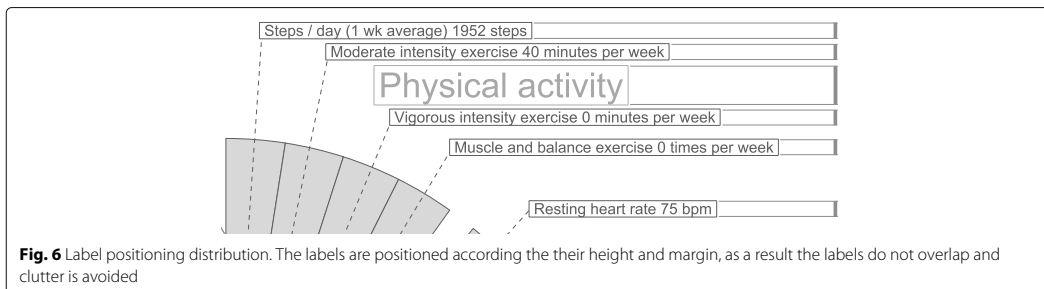 Steps / day (1 wk average) 1952 steps
Moderate intensity exercise 40 minutes per week
Physical activity
Vigorous intensity exercise 0 minutes per week
Muscle and balance exercise 0 times per week
Resting heart rate 75 bpm
Fig. 6 Label positioning distribution. The labels are positioned according the their height and margin, as a result the labels do not overlap and
clutter is avoided